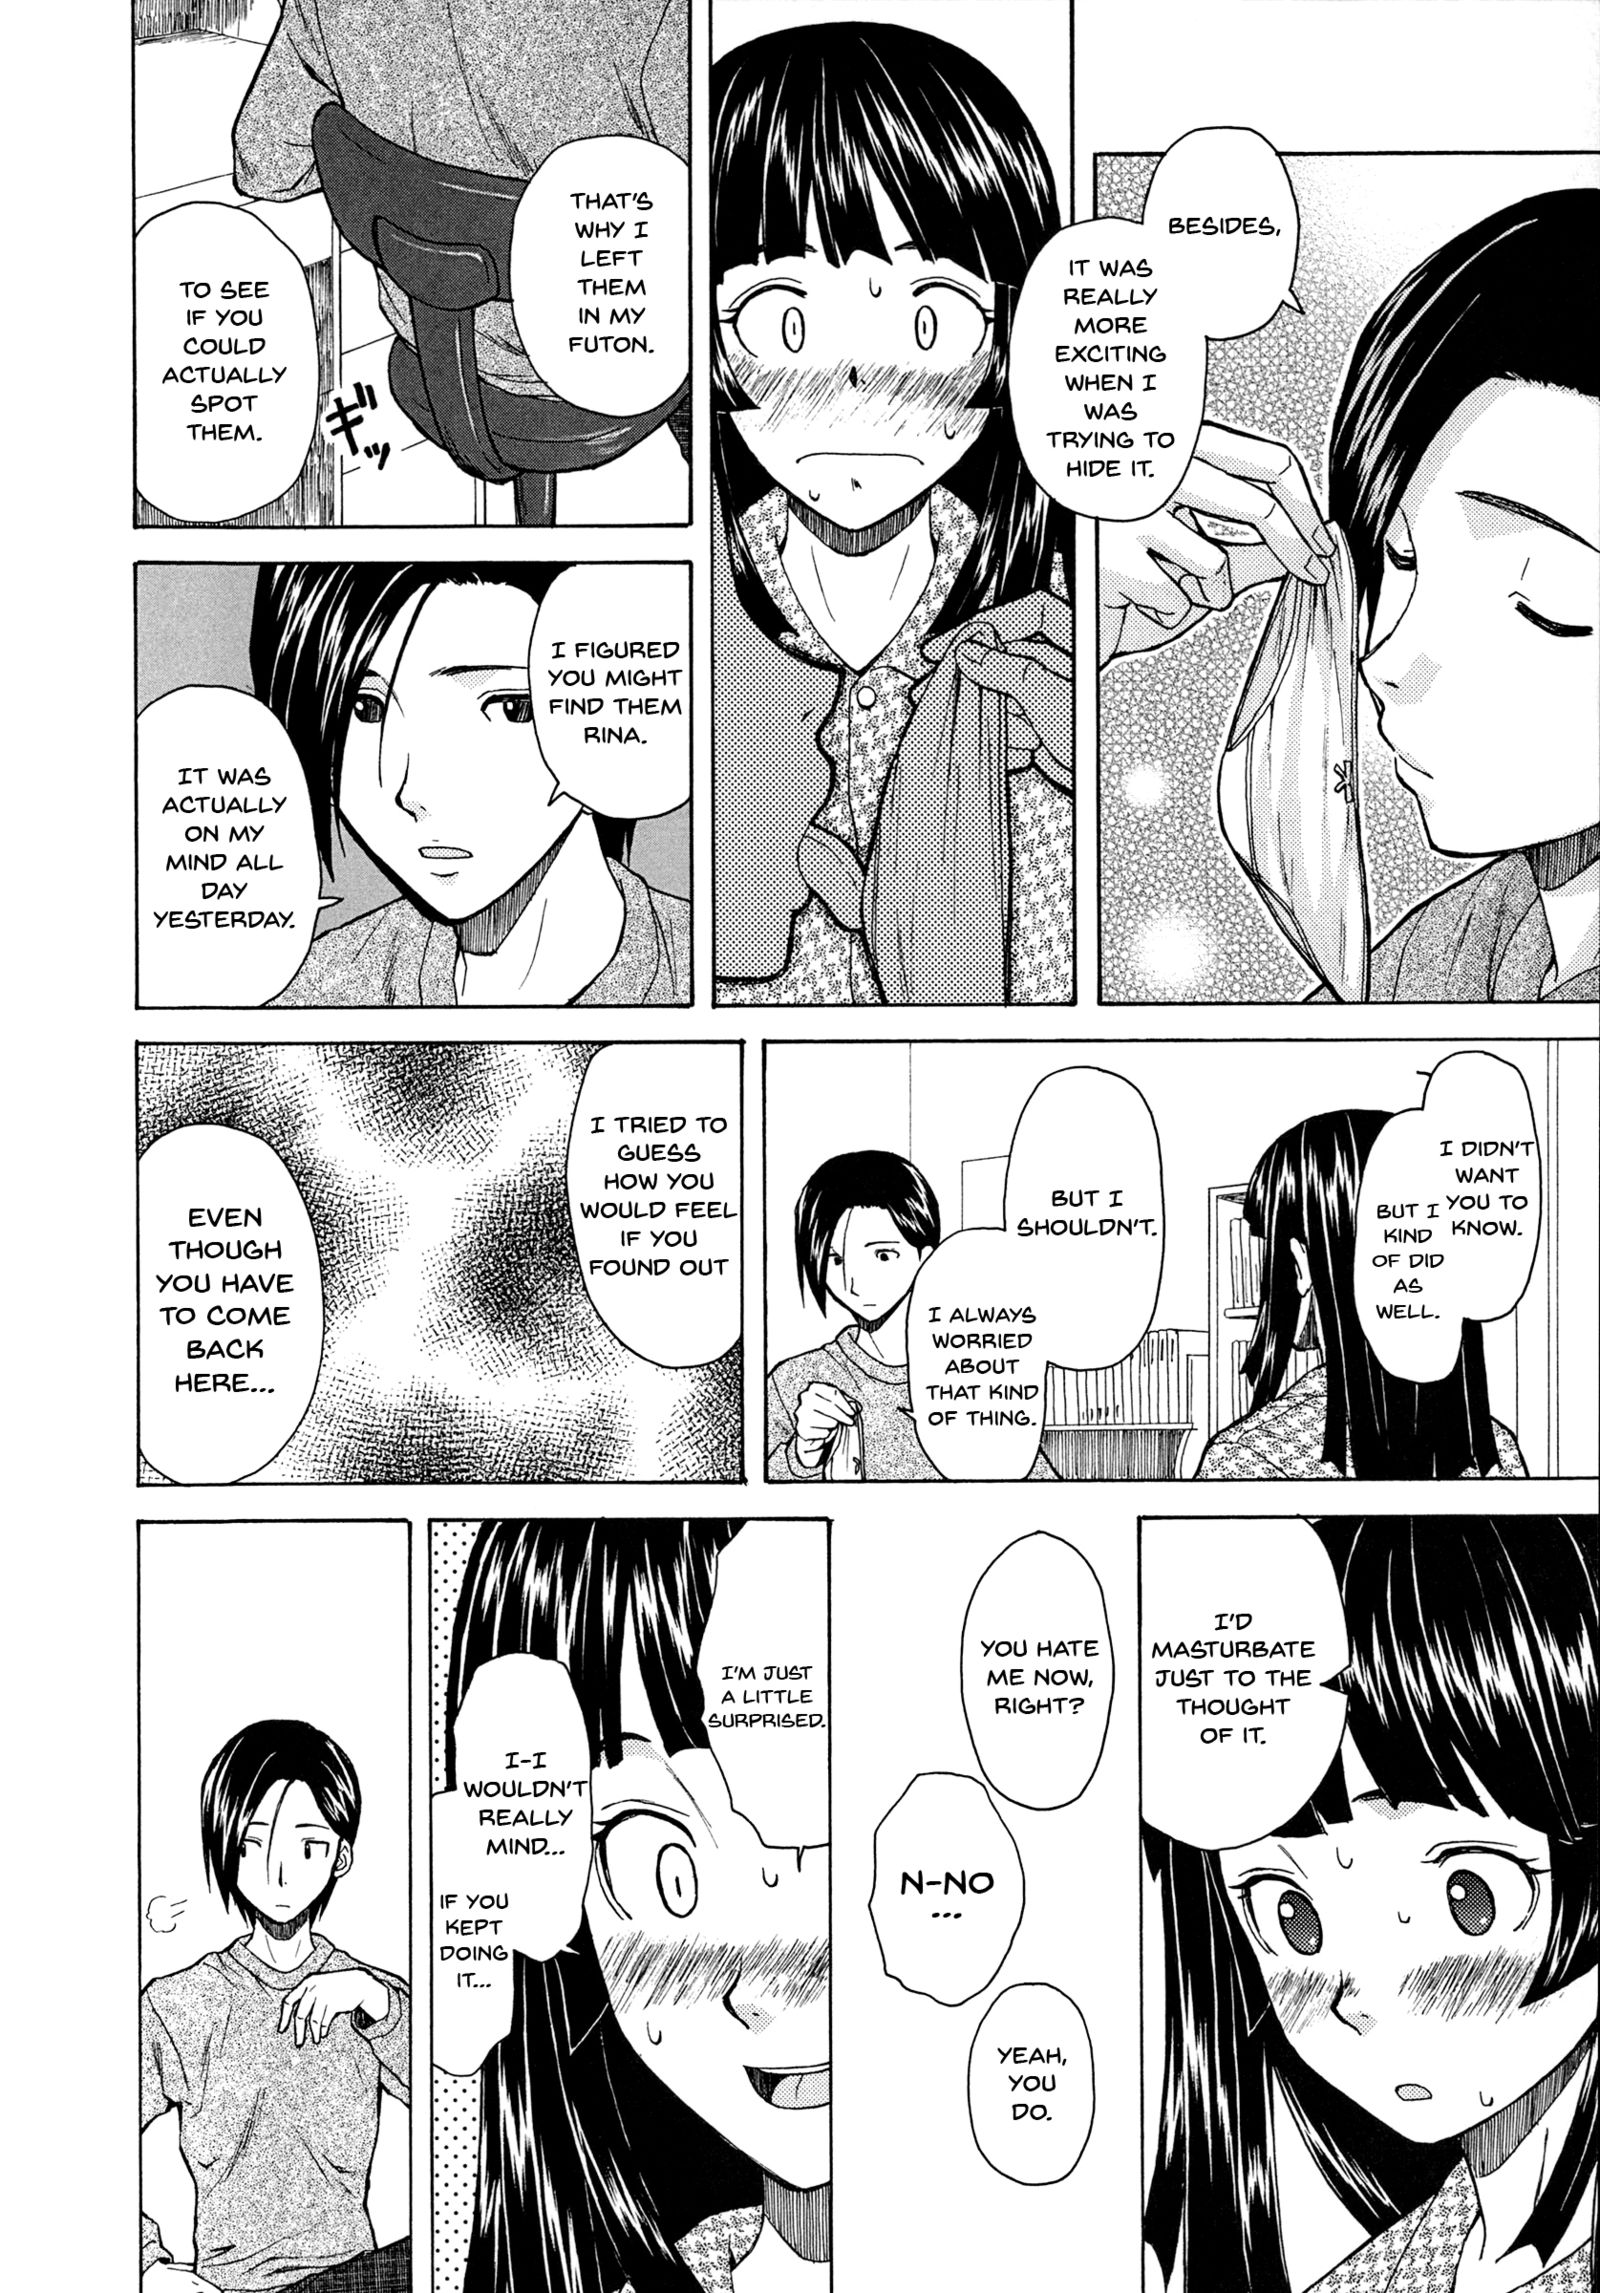 BESIDES,
IT WAS
REALLY
MORE
EXCITING
WHEN I
WAS
TRYING TO
HIDE IT.
THAT'S
WHY I
LEFT
THEM
IN MY
FUTON.
TO SEE
IF YOU
COULD
ACTUALLY
SPOT
THEM.
ギッ
I FIGURED
YOU MIGHT
FIND THEM
RINA.
IT WAS
ACTUALLY
ON MY
MIND ALL
DAY
YESTERDAY.
I DIDN'T
WANT
YOU TO
KNOW.
BUT I
KIND
OF DID
AS
WELL.
BUT I
SHOULDN'T.
I ALWAYS
WORRIED
ABOUT
THAT KIND
OF THING.
I TRIED TO
GUESS
HOW YOU
WOULD FEEL
IF YOU
FOUND OUT
EVEN
THOUGH
YOU HAVE
TO COME
BACK
HERE...
I'D
MASTURBATE
JUST TO THE
THOUGHT
OF IT.
YOU HATE
ME NOW,
RIGHT?
N-NO
...
YEAH,
YOU
DO.
I'M JUST
A LITTLE
SURPRISED.
I-I
WOULDN'T
REALLY
MIND...
IF YOU
KEPT
DOING
IT...